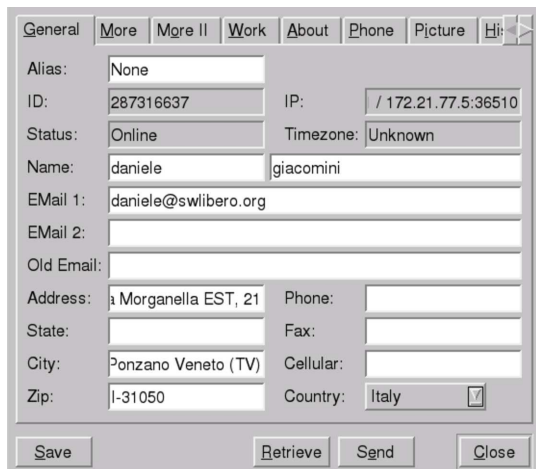 General More More II Work About Phone Picture
Alias: None
ID: 287316637 IP: / 172.21.77.5:36510
Status: Online Timezone: Unknown
Name: daniele giacomini
EMail 1: daniele@swlibero.org
EMail 2:
Old Email:
Address: a Morganella EST, 21 Phone:
State: Fax:
City: Ponzano Veneto (TV) Cellular:
Zip: I-31050 Country: Italy
Save Retrieve Send Close